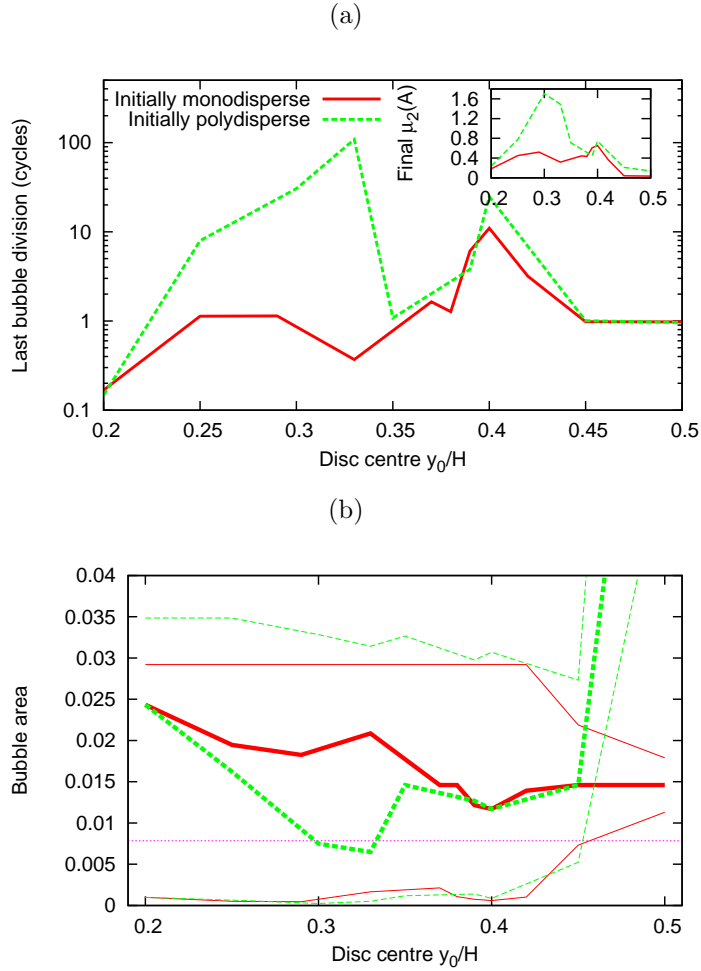 (a)
Last bubble division (cycles)
Initially monodisperse
Initially polydisperse
100
10
1
0.1
0.2 0.25 0.3 0.35 0.4 0.45 0.5
Disc centre y0/H
Final μ2(A)
1.6
1.2
0.8
0.4
0
0.2 0.3 0.4 0.5
(b)
Bubble area
0.04
0.035
0.03
0.025
0.02
0.015
0.01
0.005
0
0.2 0.3 0.4 0.5
Disc centre y0/H